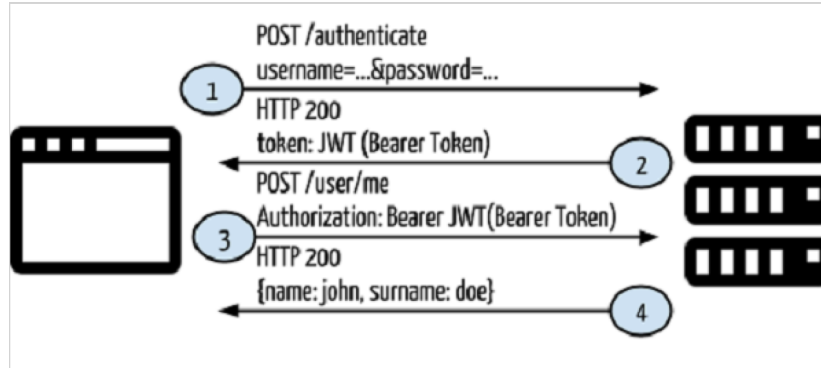 POST /authenticate
username=...&password=...
1
HTTP 200
token: JWT (Bearer Token)
2
POST /user/me
Authorization: Bearer JWT(Bearer Token)
3
HTTP 200
{name: john, surname: doe}
4